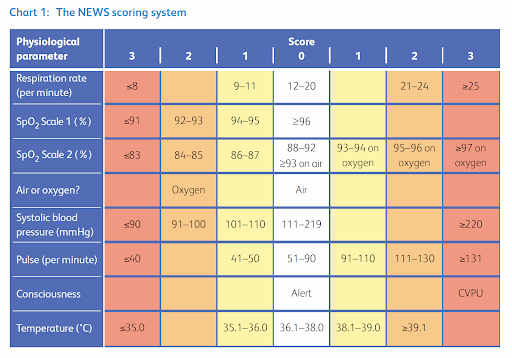 Chart 1: The NEWS scoring system
Physiological parameter Score
3 2 1 0 1 2 3
Respiration rate (per minute) ≤8 9–11 12–20 21–24 ≥25
SpO₂ Scale 1 (%) ≤91 92–93 94–95 ≥96
SpO₂ Scale 2 (%) ≤83 84–85 86–87 88–92 ≥93 on air 93–94 on oxygen 95–96 on oxygen ≥97 on oxygen
Air or oxygen? Oxygen Air
Systolic blood pressure (mmHg) ≤90 91–100 101–110 111–219 ≥220
Pulse (per minute) ≤40 41–50 51–90 91–110 111–130 ≥131
Consciousness Alert CVPU
Temperature (°C) ≤35.0 35.1–36.0 36.1–38.0 38.1–39.0 ≥39.1